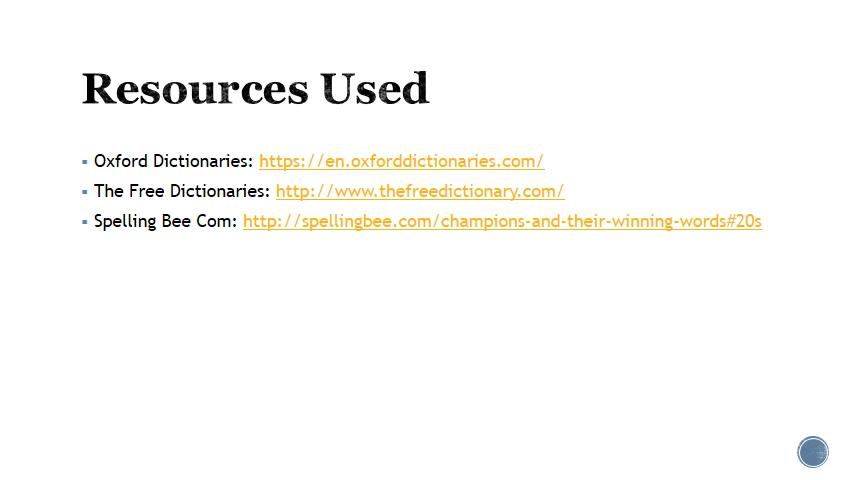 Resources Used
▪ Oxford Dictionaries: https://en.oxforddictionaries.com/
▪ The Free Dictionaries: http://www.thefreedictionary.com/
▪ Spelling Bee Com: http://spellingbee.com/champions-and-their-winning-words#20s